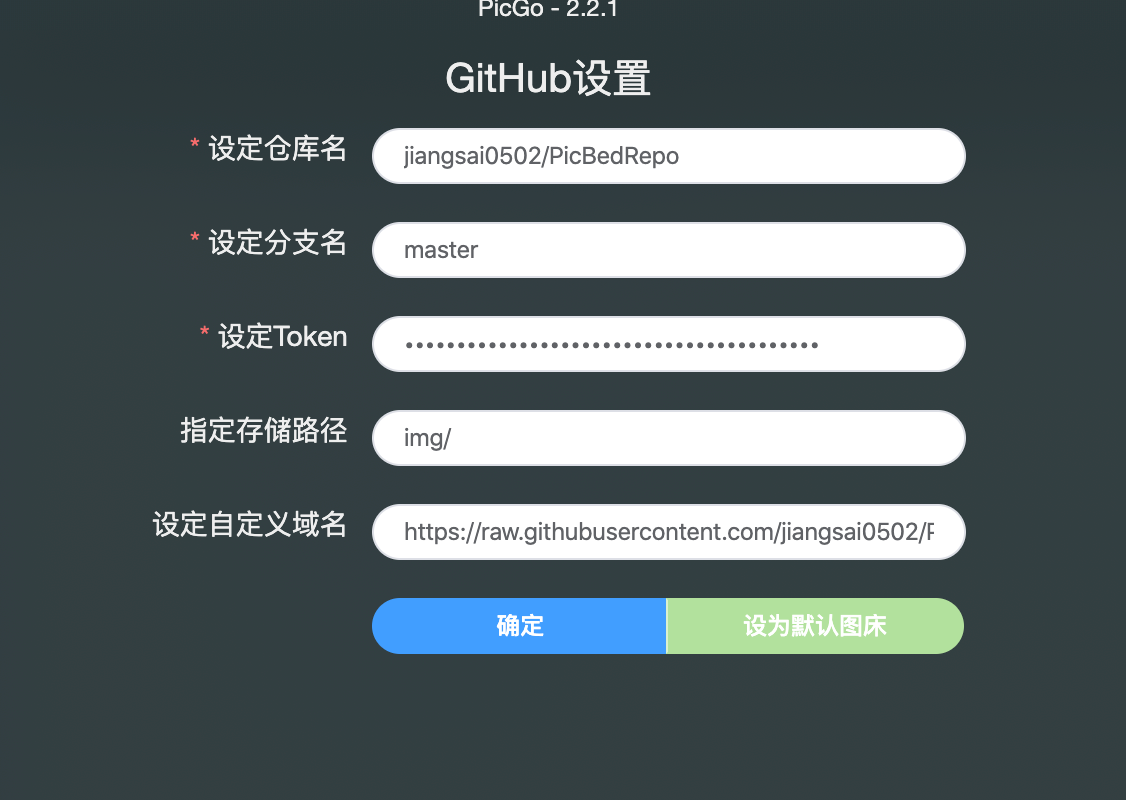 PicGo - 2.2.1
GitHub设置
* 设定仓库名
jiangsai0502/PicBedRepo
* 设定分支名
master
* 设定Token
••••••••••••••••••••••••••••••••••••••••
指定存储路径
img/
设定自定义域名
https://raw.githubusercontent.com/jiangsai0502/
确定
设为默认图床